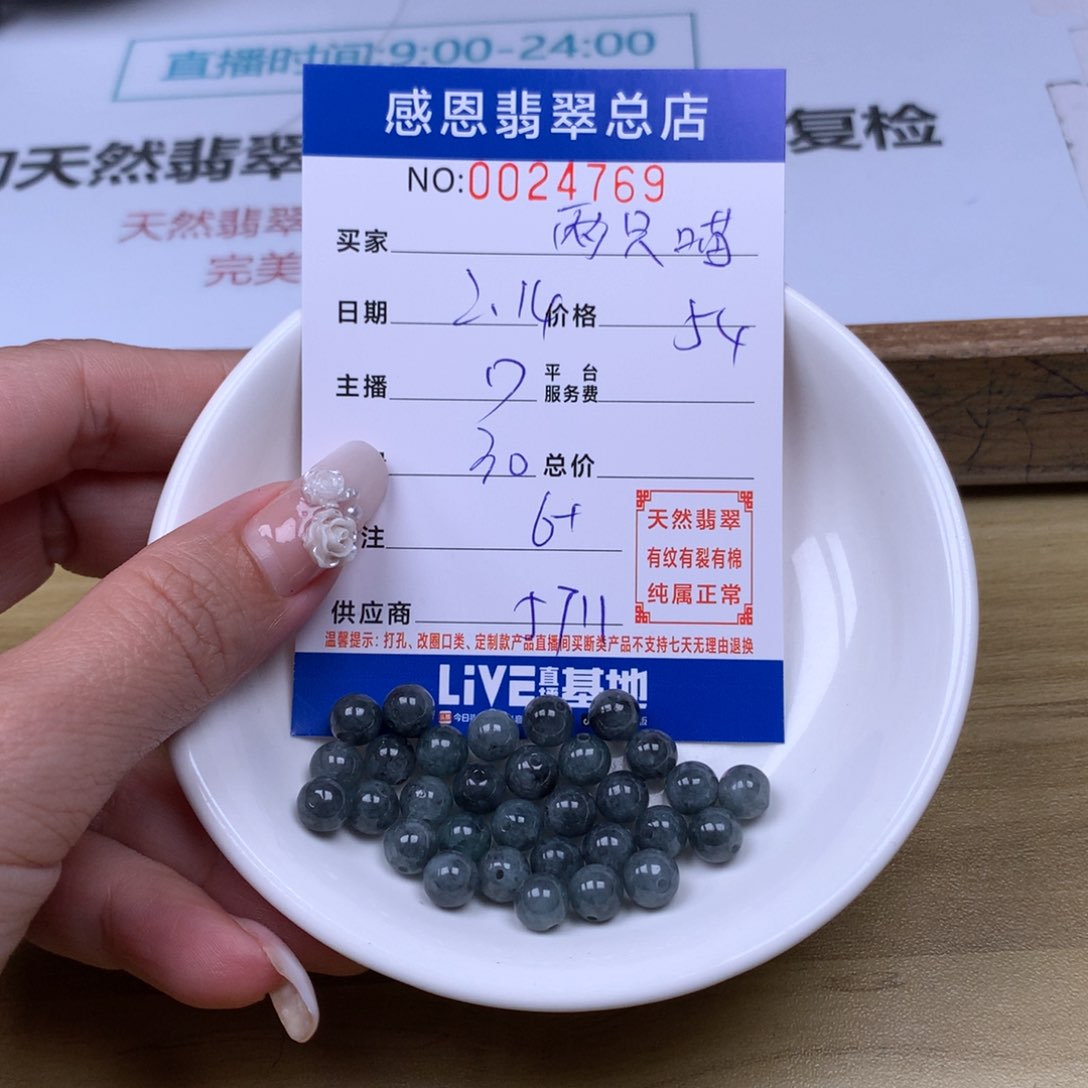 直播时间:9:00-24:00
的天然翡翠
复检
天然翡翠
完美
感恩翡翠总店
NO:0024769
买家 两只喵
日期 2.14 价格 54
主播 平台服务费
30 总价
注 6+
天然翡翠
有纹有裂有棉
纯属正常
供应商
温馨提示：打孔、改圈口类、定制款产品直播间买断类产品不支持七天无理由退换
LiVE直播基地